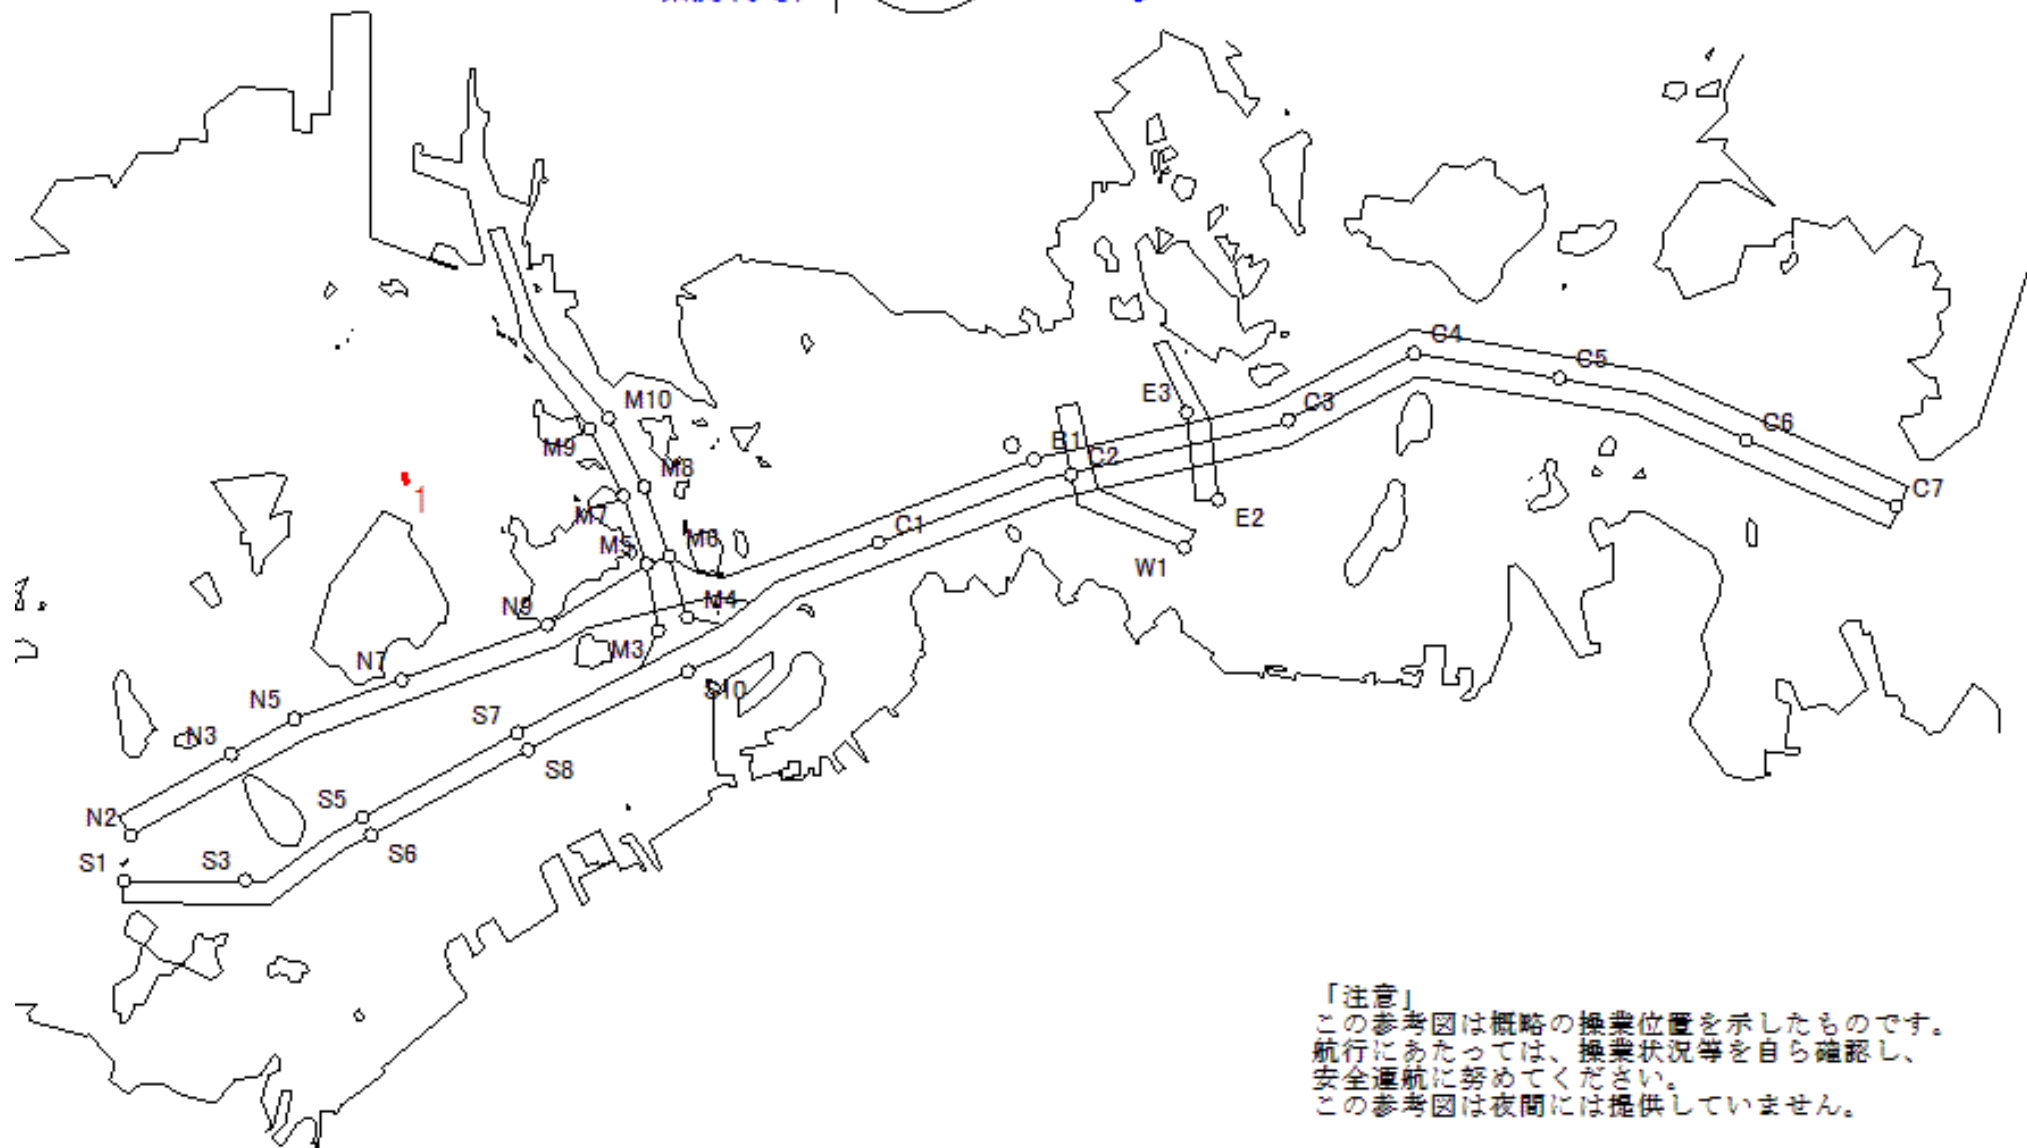 C4
C5
E3
M10
C3
C6
M9
B1
C2
M8
C7
1
M7
E2
C1
M5
M6
W1
N9
M4
M3
N7
S10
N5
S7
N3
S8
S5
N2
S6
S1
S3
「注意」
この参考図は概略の操業位置を示したものです。
航行にあたっては、操業状況等を自ら確認し、
安全運航に努めてください。
この参考図は夜間には提供していません。